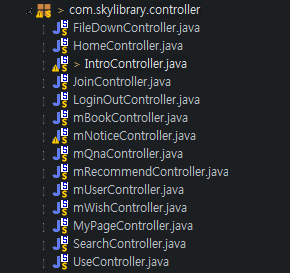 > com.skylibrary.controller
FileDownController.java
HomeController.java
> IntroController.java
JoinController.java
LoginOutController.java
mBookController.java
mNoticeController.java
mQnaController.java
mRecommendController.java
mUserController.java
mWishController.java
MyPageController.java
SearchController.java
UseController.java